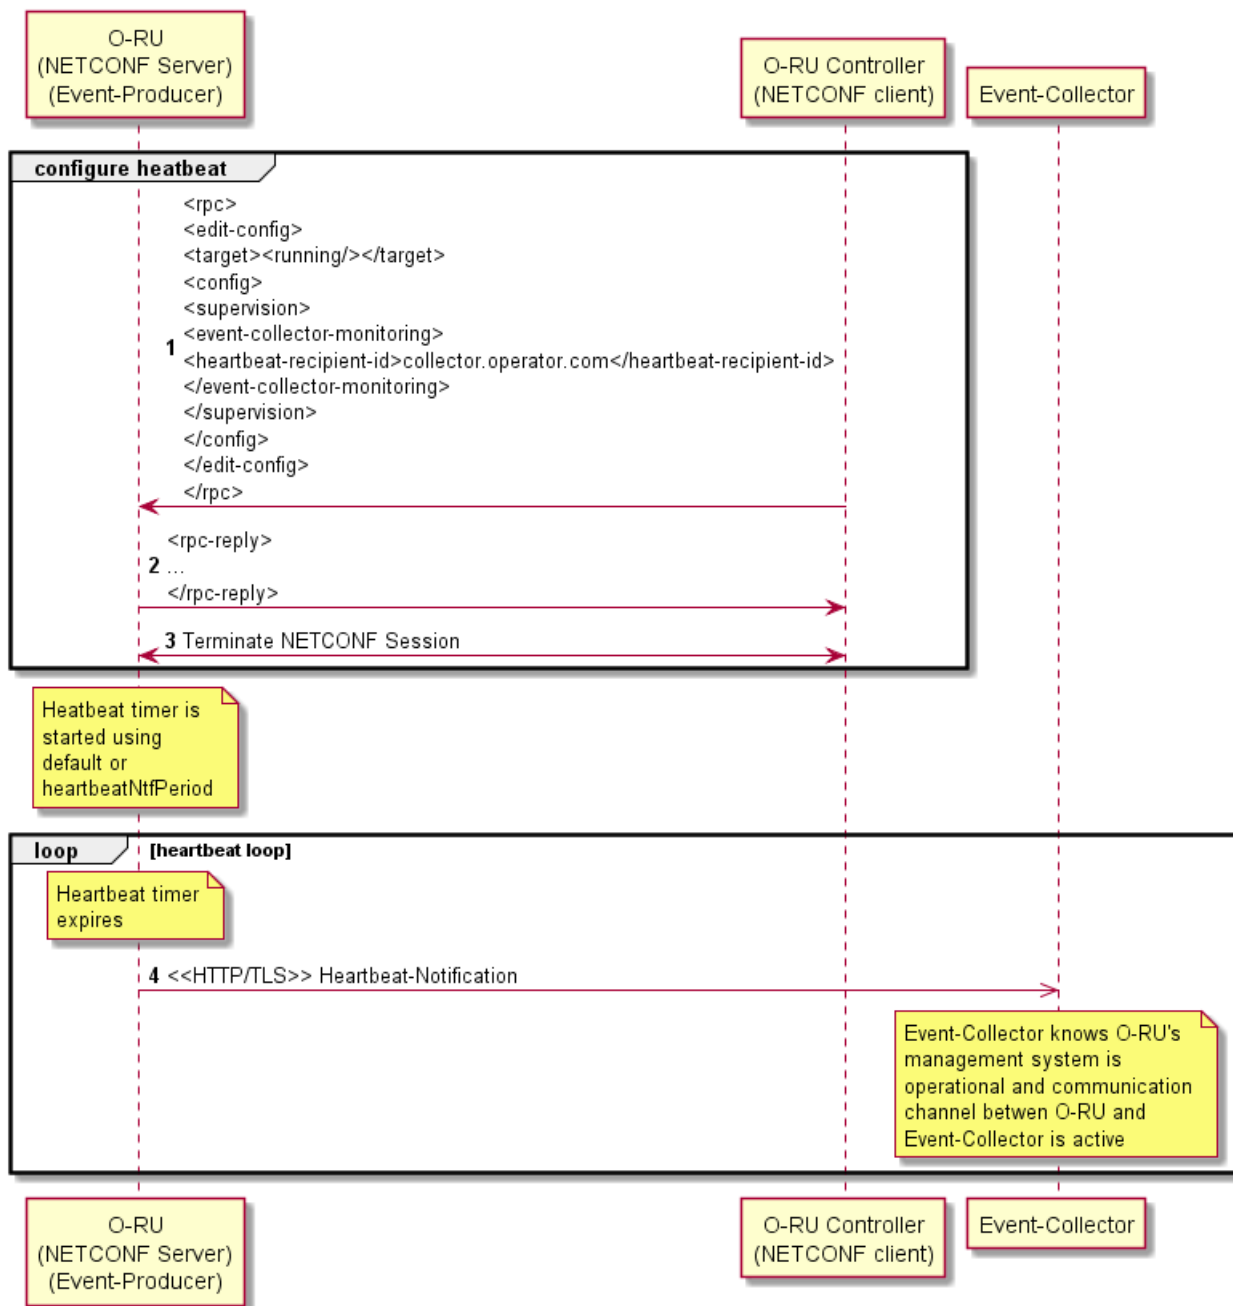 O-RU
(NETCONF Server)
(Event-Producer)
O-RU Controller
(NETCONF client)
Event-Collector
configure heatbeat
<rpc>
<edit-config>
<target><running/></target>
<config>
<supervision>
<event-collector-monitoring>
1 <heartbeat-recipient-id>collector.operator.com</heartbeat-recipient-id>
</event-collector-monitoring>
</supervision>
</config>
</edit-config>
</rpc>
<rpc-reply>
2 ...
</rpc-reply>
3 Terminate NETCONF Session
Heatbeat timer is
started using
default or
heartbeatNtfPeriod
loop [heartbeat loop]
Heartbeat timer
expires
4 <<HTTP/TLS>> Heartbeat-Notification
Event-Collector knows O-RU's
management system is
operational and communication
channel betwen O-RU and
Event-Collector is active
O-RU
(NETCONF Server)
(Event-Producer)
O-RU Controller
(NETCONF client)
Event-Collector